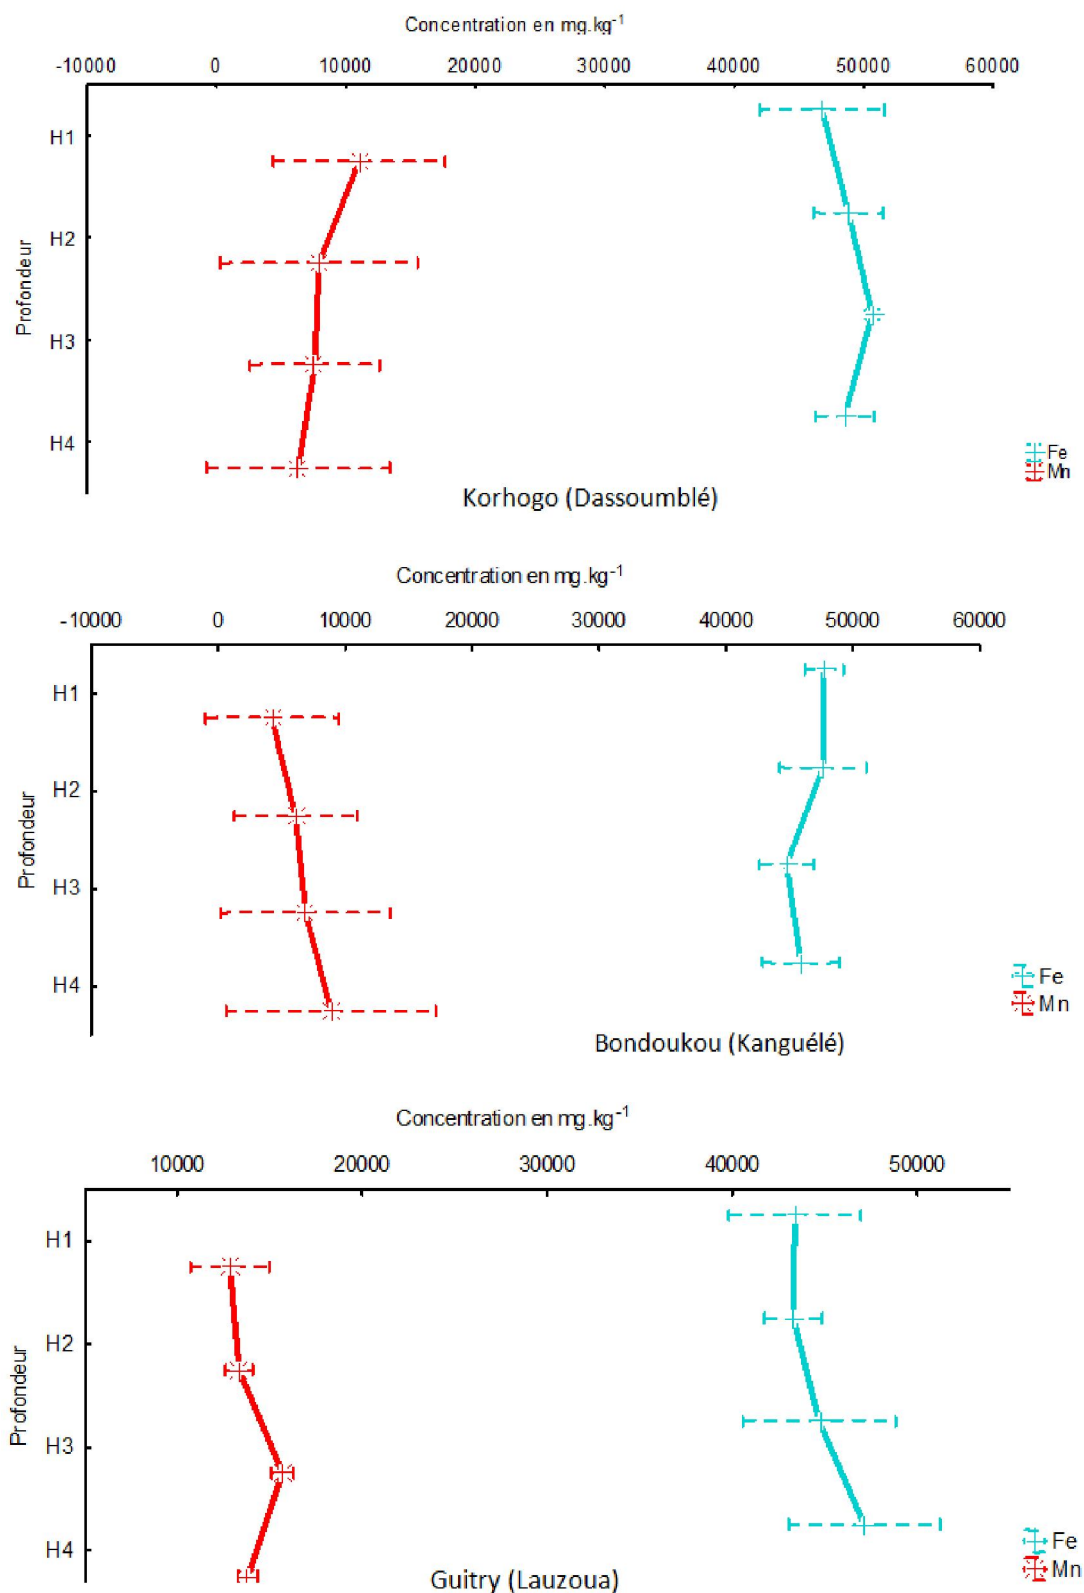 Concentration en mg.kg-1
-10000 0 10000 20000 30000 40000 50000 60000
Profondeur
H1
H2
H3
H4
Fe
Mn
Korhogo (Dassoumblé)
Concentration en mg.kg-1
-10000 0 10000 20000 30000 40000 50000 60000
Profondeur
H1
H2
H3
H4
Fe
Mn
Bondoukou (Kanguélé)
Concentration en mg.kg-1
10000 20000 30000 40000 50000
Profondeur
H1
H2
H3
H4
Fe
Mn
Guitry (Lauzoua)